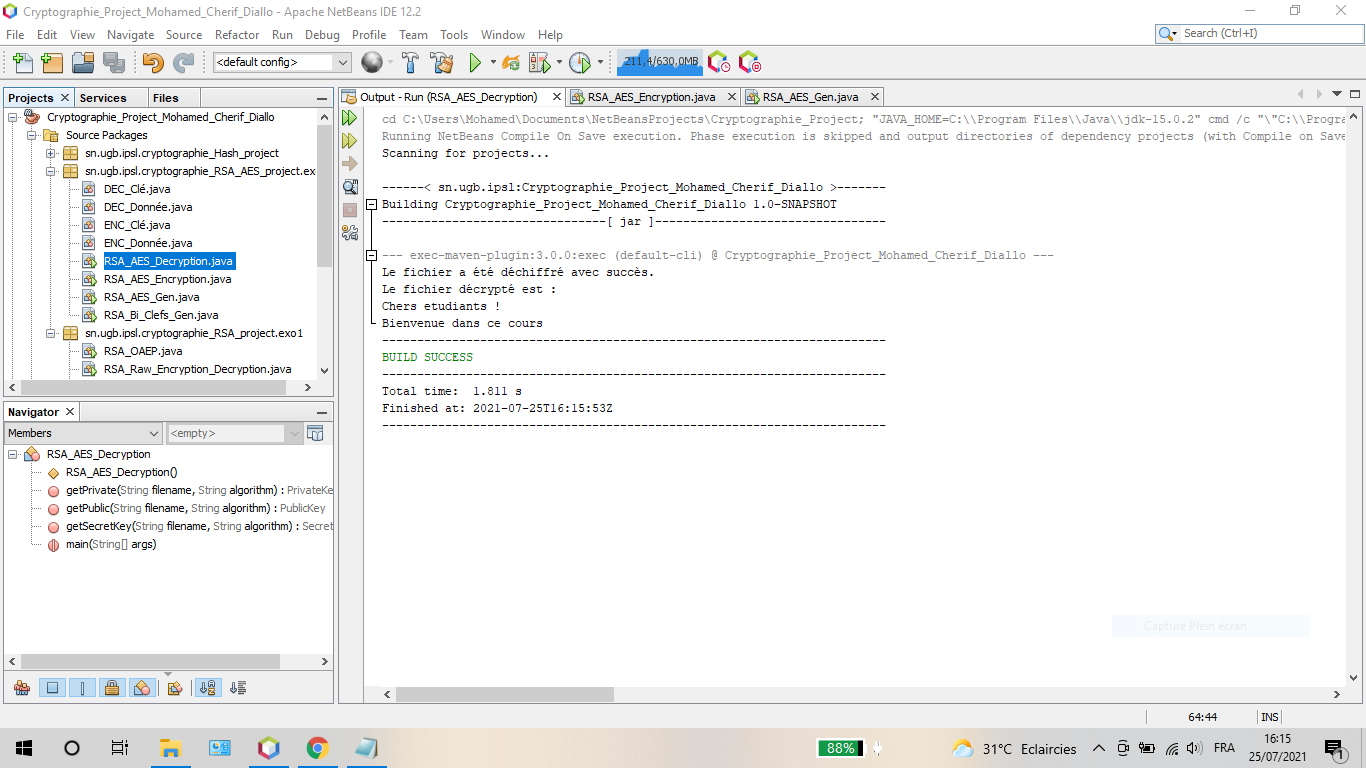 Cryptographie_Project_Mohamed_Cherif_Diallo - Apache NetBeans IDE 12.2
File Edit View Navigate Source Refactor Run Debug Profile Team Tools Window Help
Search (Ctrl+I)
<default config>
211,4/630,0MB
Projects Services Files
Cryptographie_Project_Mohamed_Cherif_Diallo
Source Packages
sn.ugb.ipsl.cryptographie_Hash_project
sn.ugb.ipsl.cryptographie_RSA_AES_project.ex
DEC_Clé.java
DEC_Donnée.java
ENC_Clé.java
ENC_Donnée.java
RSA_AES_Decryption.java
RSA_AES_Encryption.java
RSA_AES_Gen.java
RSA_Bi_Clefs_Gen.java
sn.ugb.ipsl.cryptographie_RSA_project.exo1
RSA_OAEP.java
RSA_Raw_Encryption_Decryption.java
Navigator
Members
<empty>
RSA_AES_Decryption
RSA_AES_Decryption()
getPrivate(String filename, String algorithm) : PrivateKe
getPublic(String filename, String algorithm) : PublicKey
getSecretKey(String filename, String algorithm) : Secret
main(String[] args)
Output - Run (RSA_AES_Decryption) RSA_AES_Encryption.java RSA_AES_Gen.java
cd C:\Users\Mohamed\Documents\NetBeansProjects\Cryptographie_Project; "JAVA_HOME=C:\\Program Files\\Java\\jdk-15.0.2" cmd /c "\"C:\\Progra
Running NetBeans Compile On Save execution. Phase execution is skipped and output directories of dependency projects (with Compile on Save
Scanning for projects...
------< sn.ugb.ipsl:Cryptographie_Project_Mohamed_Cherif_Diallo >-------
Building Cryptographie_Project_Mohamed_Cherif_Diallo 1.0-SNAPSHOT
--------------------------------[ jar ]---------------------------------
--- exec-maven-plugin:3.0.0:exec (default-cli) @ Cryptographie_Project_Mohamed_Cherif_Diallo ---
Le fichier a été déchiffré avec succès.
Le fichier décrypté est :
Chers etudiants !
Bienvenue dans ce cours
------------------------------------------------------------------------
BUILD SUCCESS
------------------------------------------------------------------------
Total time:  1.811 s
Finished at: 2021-07-25T16:15:53Z
------------------------------------------------------------------------
Capture Plein écran
64:44 INS
88% 31°C Eclaircies FRA 16:15
25/07/2021
1